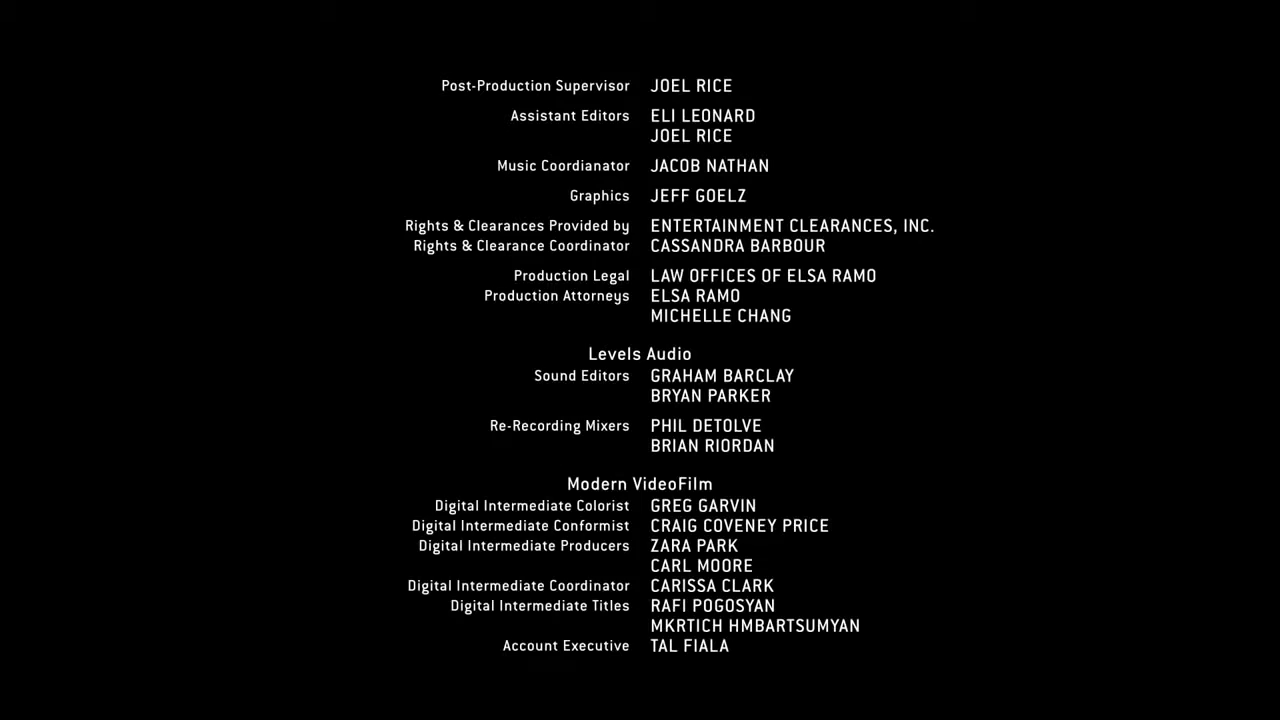 Post-Production Supervisor JOEL RICE
Assistant Editors ELI LEONARD
JOEL RICE
Music Coordianator JACOB NATHAN
Graphics JEFF GOELZ
Rights & Clearances Provided by ENTERTAINMENT CLEARANCES, INC.
Rights & Clearance Coordinator CASSANDRA BARBOUR
Production Legal LAW OFFICES OF ELSA RAMO
Production Attorneys ELSA RAMO
MICHELLE CHANG
Levels Audio
Sound Editors GRAHAM BARCLAY
BRYAN PARKER
Re-Recording Mixers PHIL DETOLVE
BRIAN RIORDAN
Modern VideoFilm
Digital Intermediate Colorist GREG GARVIN
Digital Intermediate Conformist CRAIG COVENEY PRICE
Digital Intermediate Producers ZARA PARK
CARL MOORE
Digital Intermediate Coordinator CARISSA CLARK
Digital Intermediate Titles RAFI POGOSYAN
MKRTICH HMBARTSUMYAN
Account Executive TAL FIALA